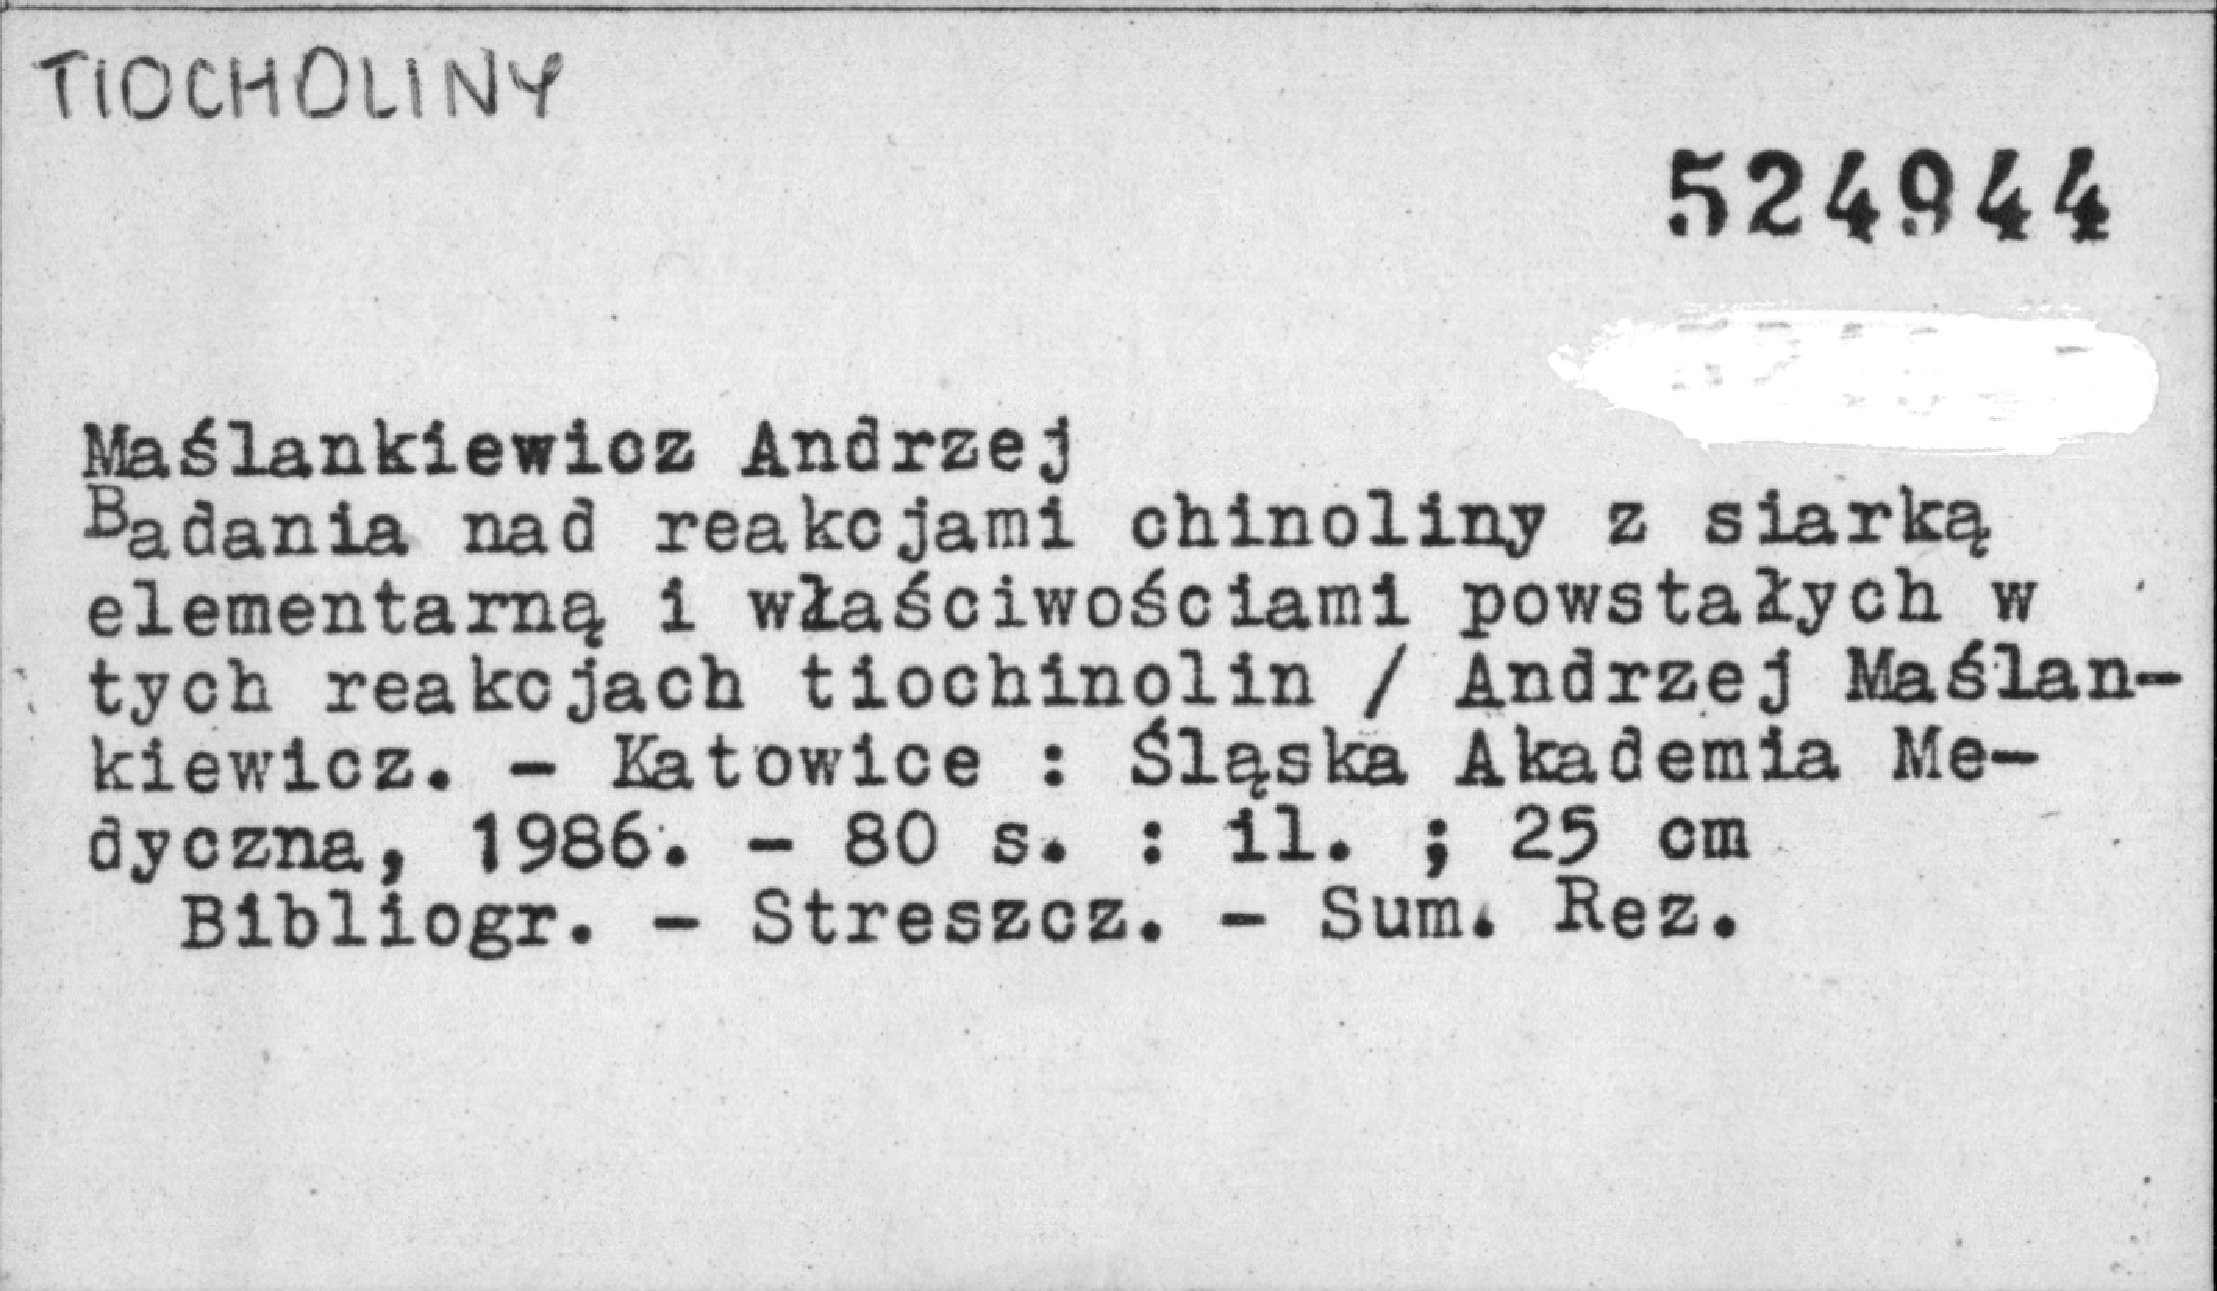 TIOCHOLINY
524944
Maślankiewicz Andrzej
Badania nad reakcjami chinoliny z siarką
elementarną i właściwościami powstałych w
tych reakcjach tiochinolin / Andrzej Maślan-
kiewicz. - Katowice : Śląska Akademia Me-
dyczna, 1986. - 80 s. : il. ; 25 cm
Bibliogr. - Streszcz. - Sum. Rez.